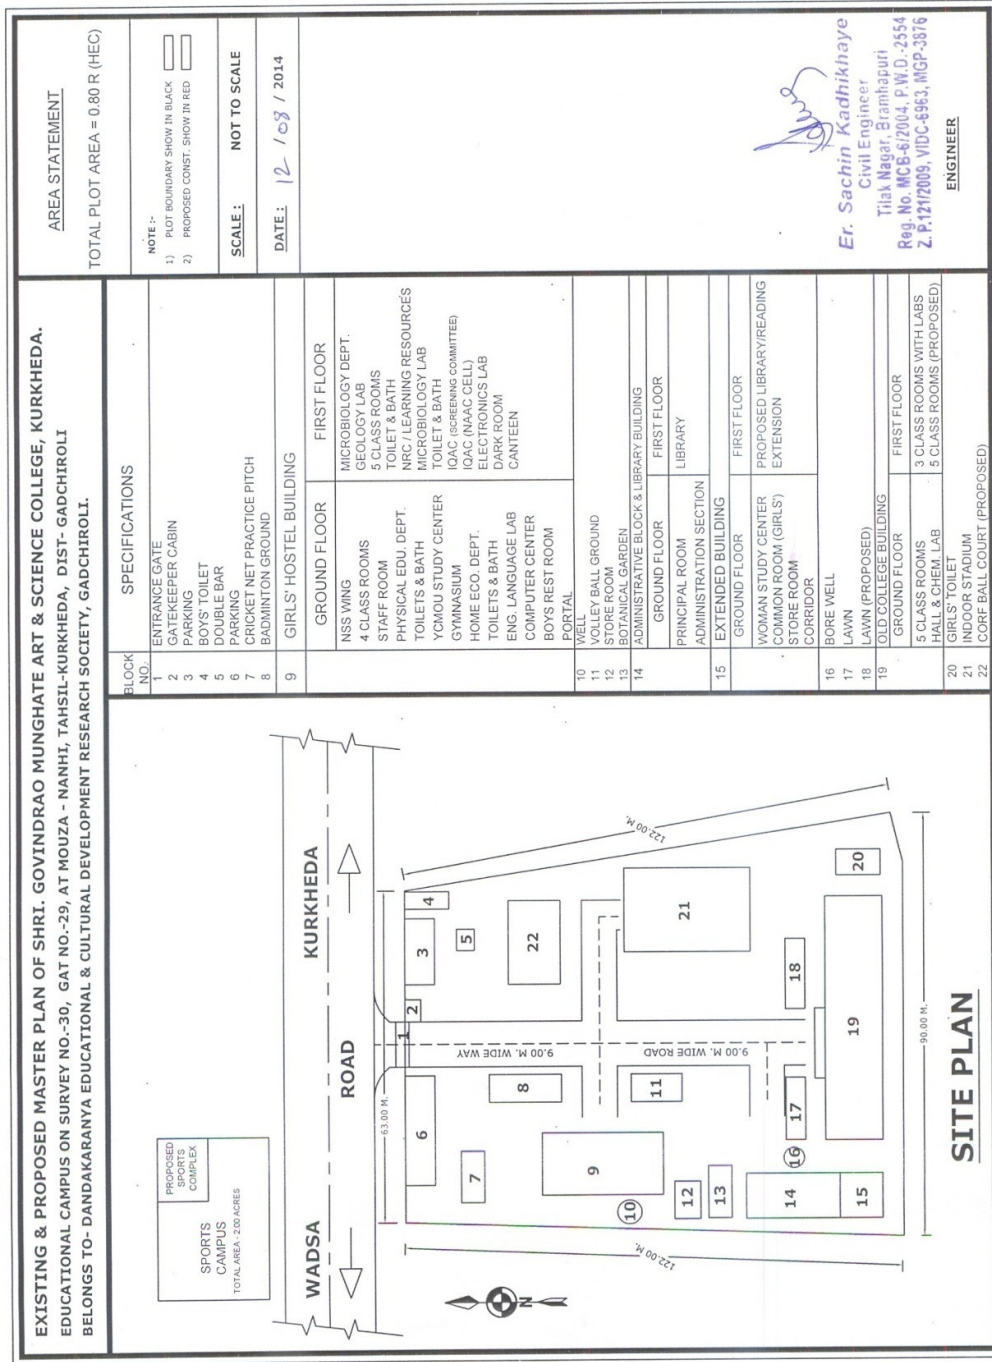 EXISTING & PROPOSED MASTER PLAN OF SHRI. GOVINDRAO MUNGHATE ART & SCIENCE COLLEGE, KURKHEDA.
EDUCATIONAL CAMPUS ON SURVEY NO.-30, GAT NO.-29, AT MOUZA - NANHI, TAHSIL-KURKHEDA, DIST- GADCHIROLI
BELONGS TO- DANDAKARANYA EDUCATIONAL & CULTURAL DEVELOPMENT RESEARCH SOCIETY, GADCHIROLI.
PROPOSED
SPORTS
COMPLEX
SPORTS
CAMPUS
TOTAL AREA - 2.00 ACRES
WADSA
ROAD
KURKHEDA
63.00 M.
122.00 M.
122.00 M.
90.00 M.
9.00 M. WIDE WAY
9.00 M. WIDE ROAD
N
1
2
3
4
5
6
7
8
9
10
11
12
13
14
15
16
17
18
19
20
21
22
SITE PLAN
BLOCK NO. SPECIFICATIONS
1 ENTRANCE GATE
2 GATEKEEPER CABIN
3 PARKING
4 BOYS' TOILET
5 DOUBLE BAR
6 PARKING
7 CRICKET NET PRACTICE PITCH
8 BADMINTON GROUND
9 GIRLS' HOSTEL BUILDING
GROUND FLOOR FIRST FLOOR
NSS WING
4 CLASS ROOMS
STAFF ROOM
PHYSICAL EDU. DEPT.
TOILETS & BATH
YCMOU STUDY CENTER
GYMNASIUM
HOME ECO. DEPT.
TOILETS & BATH
ENG. LANGUAGE LAB
COMPUTER CENTER
BOYS REST ROOM
PORTAL
MICROBIOLOGY DEPT.
GEOLOGY LAB
5 CLASS ROOMS
TOILET & BATH
NRC / LEARNING RESOURCES
MICROBIOLOGY LAB
TOILET & BATH
IQAC (SCREENING COMMITTEE)
IQAC (NAAC CELL)
ELECTRONICS LAB
DARK ROOM
CANTEEN
10 WELL
11 VOLLEY BALL GROUND
12 STORE ROOM
13 BOTANICAL GARDEN
14 ADMINISTRATIVE BLOCK & LIBRARY BUILDING
GROUND FLOOR FIRST FLOOR
PRINCIPAL ROOM
ADMINISTRATION SECTION
LIBRARY
15 EXTENDED BUILDING
GROUND FLOOR FIRST FLOOR
WOMAN STUDY CENTER
COMMON ROOM (GIRLS')
STORE ROOM
CORRIDOR
PROPOSED LIBRARY/READING
EXTENSION
16 BORE WELL
17 LAWN
18 LAWN (PROPOSED)
19 OLD COLLEGE BUILDING
GROUND FLOOR FIRST FLOOR
5 CLASS ROOMS
HALL & CHEM. LAB
3 CLASS ROOMS WITH LABS
5 CLASS ROOMS (PROPOSED)
20 GIRLS' TOILET
21 INDOOR STADIUM
22 CORF BALL COURT (PROPOSED)
AREA STATEMENT
TOTAL PLOT AREA = 0.80 R (HEC)
NOTE :-
1) PLOT BOUNDARY SHOW IN BLACK
2) PROPOSED CONST. SHOW IN RED
SCALE : NOT TO SCALE
DATE : 12 / 08 / 2014
Er. Sachin Kadhikhaye
Civil Engineer
Tilak Nagar, Bramhapuri
Reg. No. MCB-6/2004, P.W.D.-2554
Z. P.121/2009, VIDC-6963, MGP-3876
ENGINEER